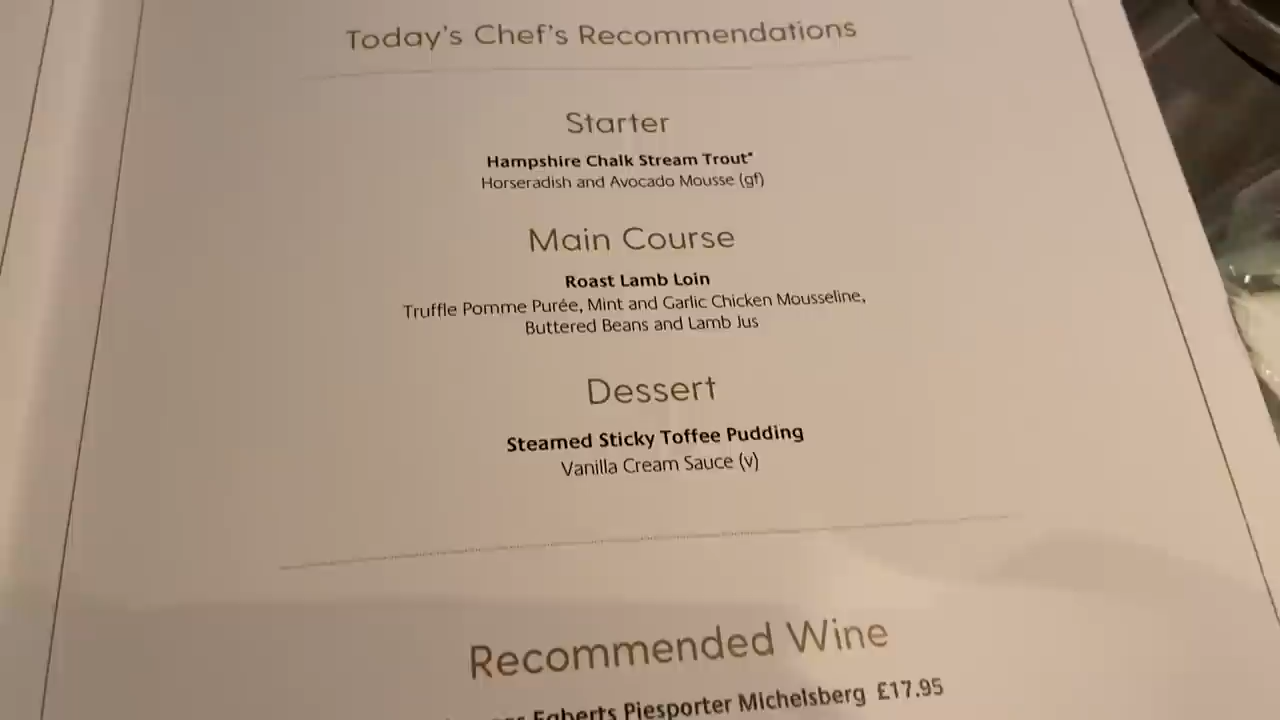 Today's Chef's Recommendations
Starter
Hampshire Chalk Stream Trout*
Horseradish and Avocado Mousse (gf)
Main Course
Roast Lamb Loin
Truffle Pomme Purée, Mint and Garlic Chicken Mousseline,
Buttered Beans and Lamb Jus
Dessert
Steamed Sticky Toffee Pudding
Vanilla Cream Sauce (v)
Recommended Wine
Egberts Piesporter Michelsberg £17.95